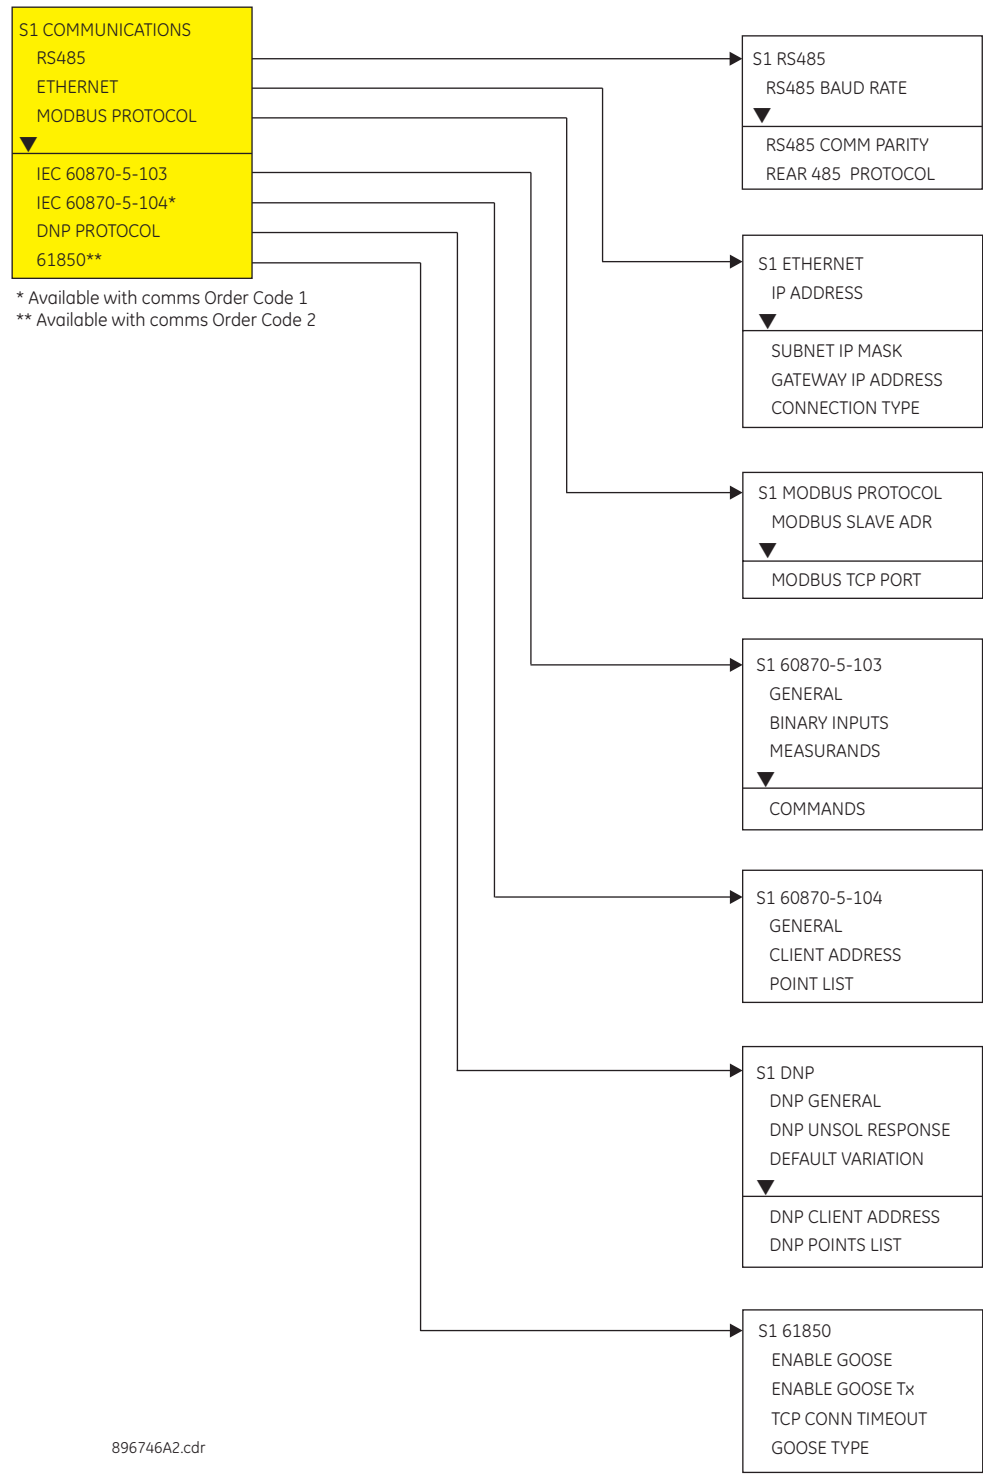 S1 COMMUNICATIONS
RS485
ETHERNET
MODBUS PROTOCOL
IEC 60870-5-103
IEC 60870-5-104*
DNP PROTOCOL
61850**
* Available with comms Order Code 1
** Available with comms Order Code 2
S1 RS485
RS485 BAUD RATE
RS485 COMM PARITY
REAR 485 PROTOCOL
S1 ETHERNET
IP ADDRESS
SUBNET IP MASK
GATEWAY IP ADDRESS
CONNECTION TYPE
S1 MODBUS PROTOCOL
MODBUS SLAVE ADR
MODBUS TCP PORT
S1 60870-5-103
GENERAL
BINARY INPUTS
MEASURANDS
COMMANDS
S1 60870-5-104
GENERAL
CLIENT ADDRESS
POINT LIST
S1 DNP
DNP GENERAL
DNP UNSOL RESPONSE
DEFAULT VARIATION
DNP CLIENT ADDRESS
DNP POINTS LIST
S1 61850
ENABLE GOOSE
ENABLE GOOSE Tx
TCP CONN TIMEOUT
GOOSE TYPE
896746A2.cdr